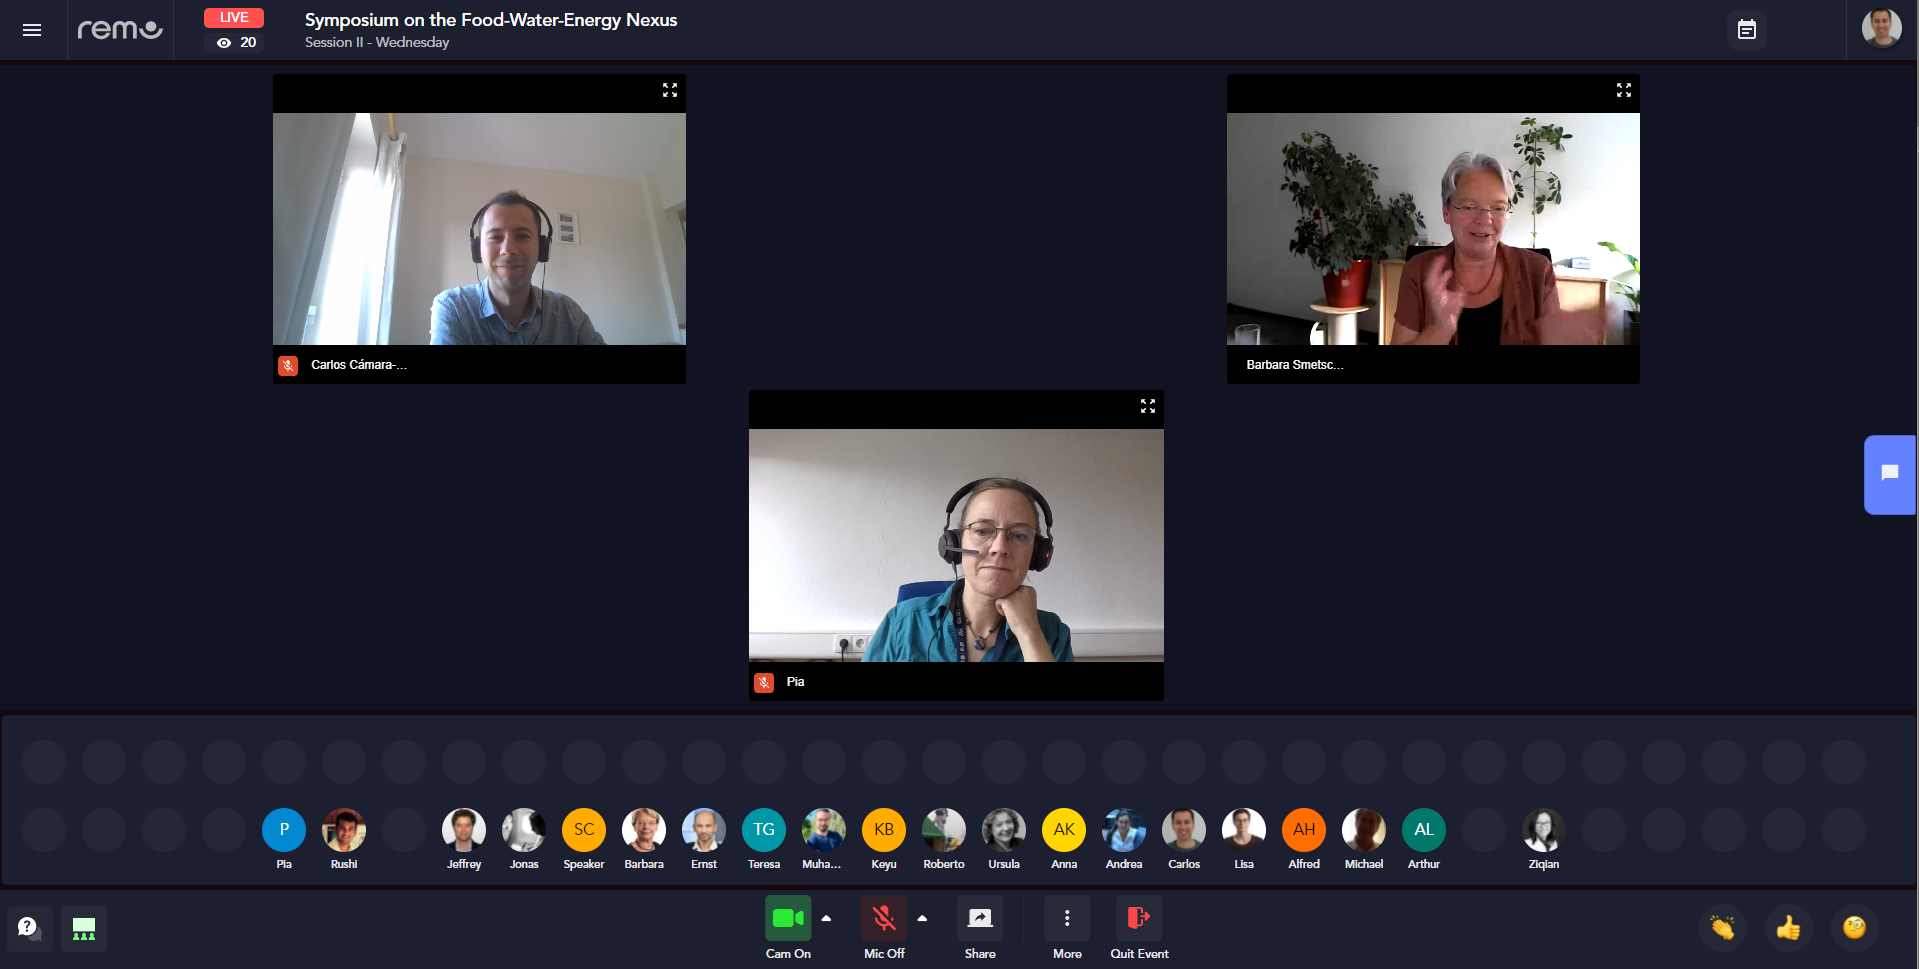 remo
LIVE
20
Symposium on the Food-Water-Energy Nexus
Session II - Wednesday
Carlos Cámara-...
Barbara Smetsc...
Pia
P
SC
TG
KB
AK
AH
AL
Pia
Rushi
Jeffrey
Jonas
Speaker
Barbara
Ernst
Teresa
Muha...
Keyu
Roberto
Ursula
Anna
Andrea
Carlos
Lisa
Alfred
Michael
Arthur
Ziqian
?
Cam On
Mic Off
Share
More
Quit Event